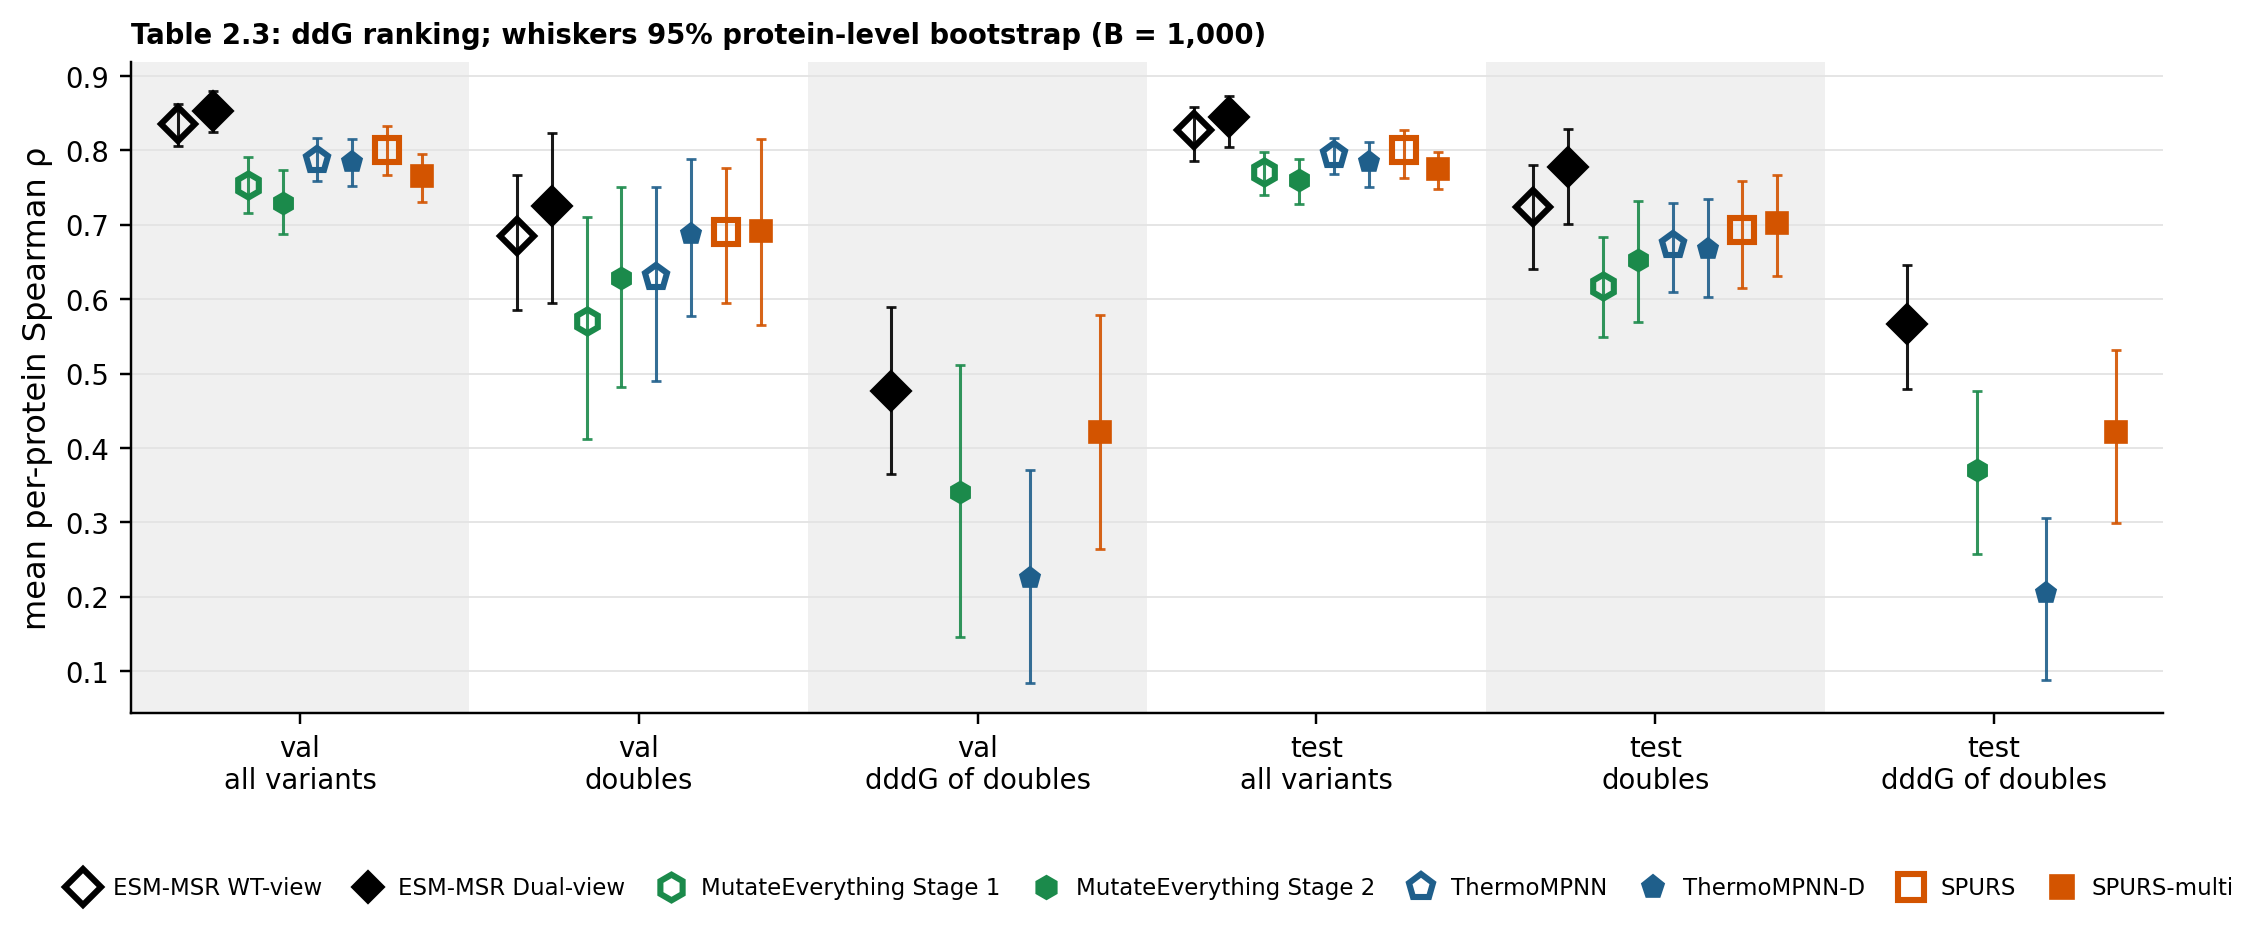 Table 2.3: ddG ranking; whiskers 95% protein-level bootstrap (B = 1,000)
mean per-protein Spearman ρ
0.9
0.8
0.7
0.6
0.5
0.4
0.3
0.2
0.1
val
all variants
val
doubles
val
dddG of doubles
test
all variants
test
doubles
test
dddG of doubles
ESM-MSR WT-view
ESM-MSR Dual-view
MutateEverything Stage 1
MutateEverything Stage 2
ThermoMPNN
ThermoMPNN-D
SPURS
SPURS-multi